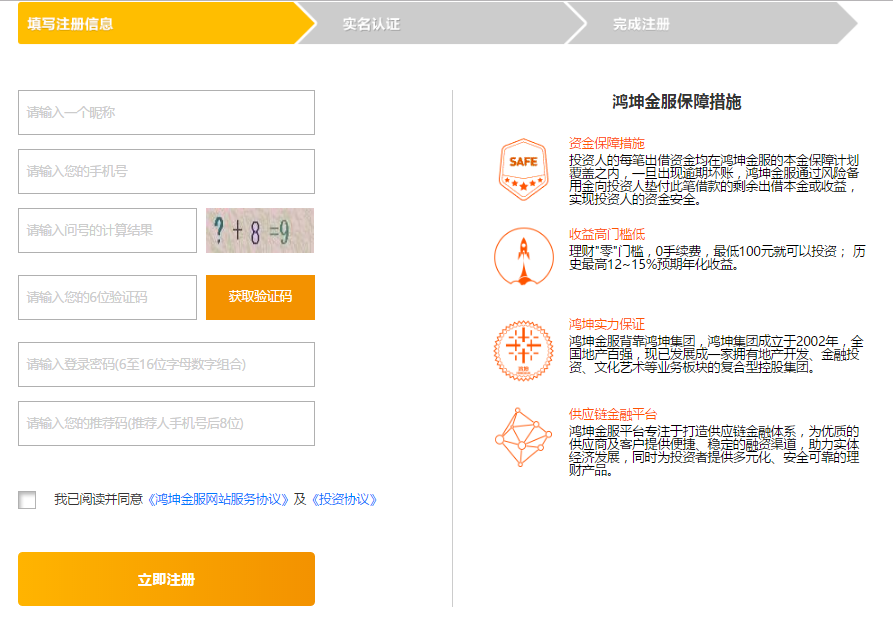 填写注册信息
实名认证
完成注册
请输入一个昵称
请输入您的手机号
请输入问号的计算结果
? + 8 =9
请输入您的6位验证码
获取验证码
请输入登录密码(6至16位字母数字组合)
请输入您的推荐码(推荐人手机号后8位)
我已阅读并同意《鸿坤金服网站服务协议》及《投资协议》
立即注册
鸿坤金服保障措施
SAFE
资金保障措施
投资人的每笔出借资金均在鸿坤金服的本金保障计划
覆盖之内，一旦出现逾期坏账，鸿坤金服通过风险备
用金向投资人垫付此笔借款的剩余出借本金或收益，
实现投资人的资金安全。
收益高门槛低
理财"零"门槛，0手续费，最低100元就可以投资； 历
史最高12~15%预期年化收益。
鸿坤实力保证
鸿坤金服背靠鸿坤集团，鸿坤集团成立于2002年，全
国地产百强，现已发展成一家拥有地产开发、金融投
资、文化艺术等业务板块的复合型控股集团。
供应链金融平台
鸿坤金服平台专注于打造供应链金融体系，为优质的
供应商及客户提供便捷、稳定的融资渠道，助力实体
经济发展，同时为投资者提供多元化、安全可靠的理
财产品。